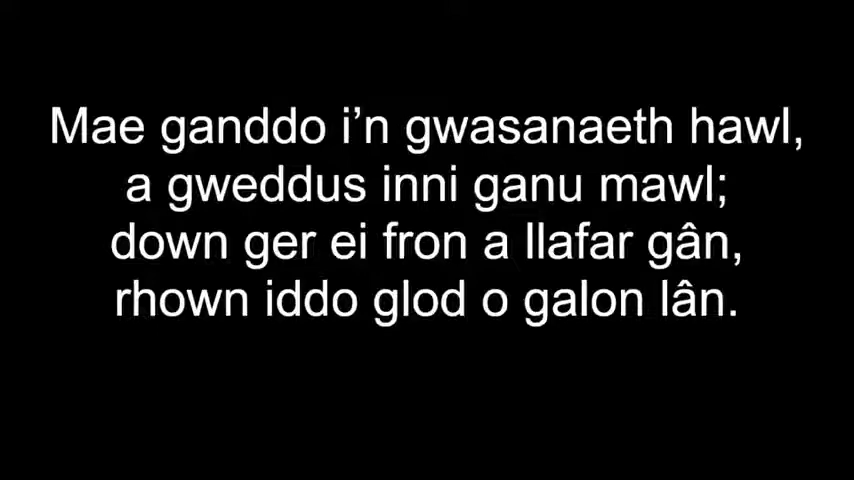 Mae ganddo i’n gwasanaeth hawl,
a gweddus inni ganu mawl;
down ger ei fron a llafar gân,
rhown iddo glod o galon lân.